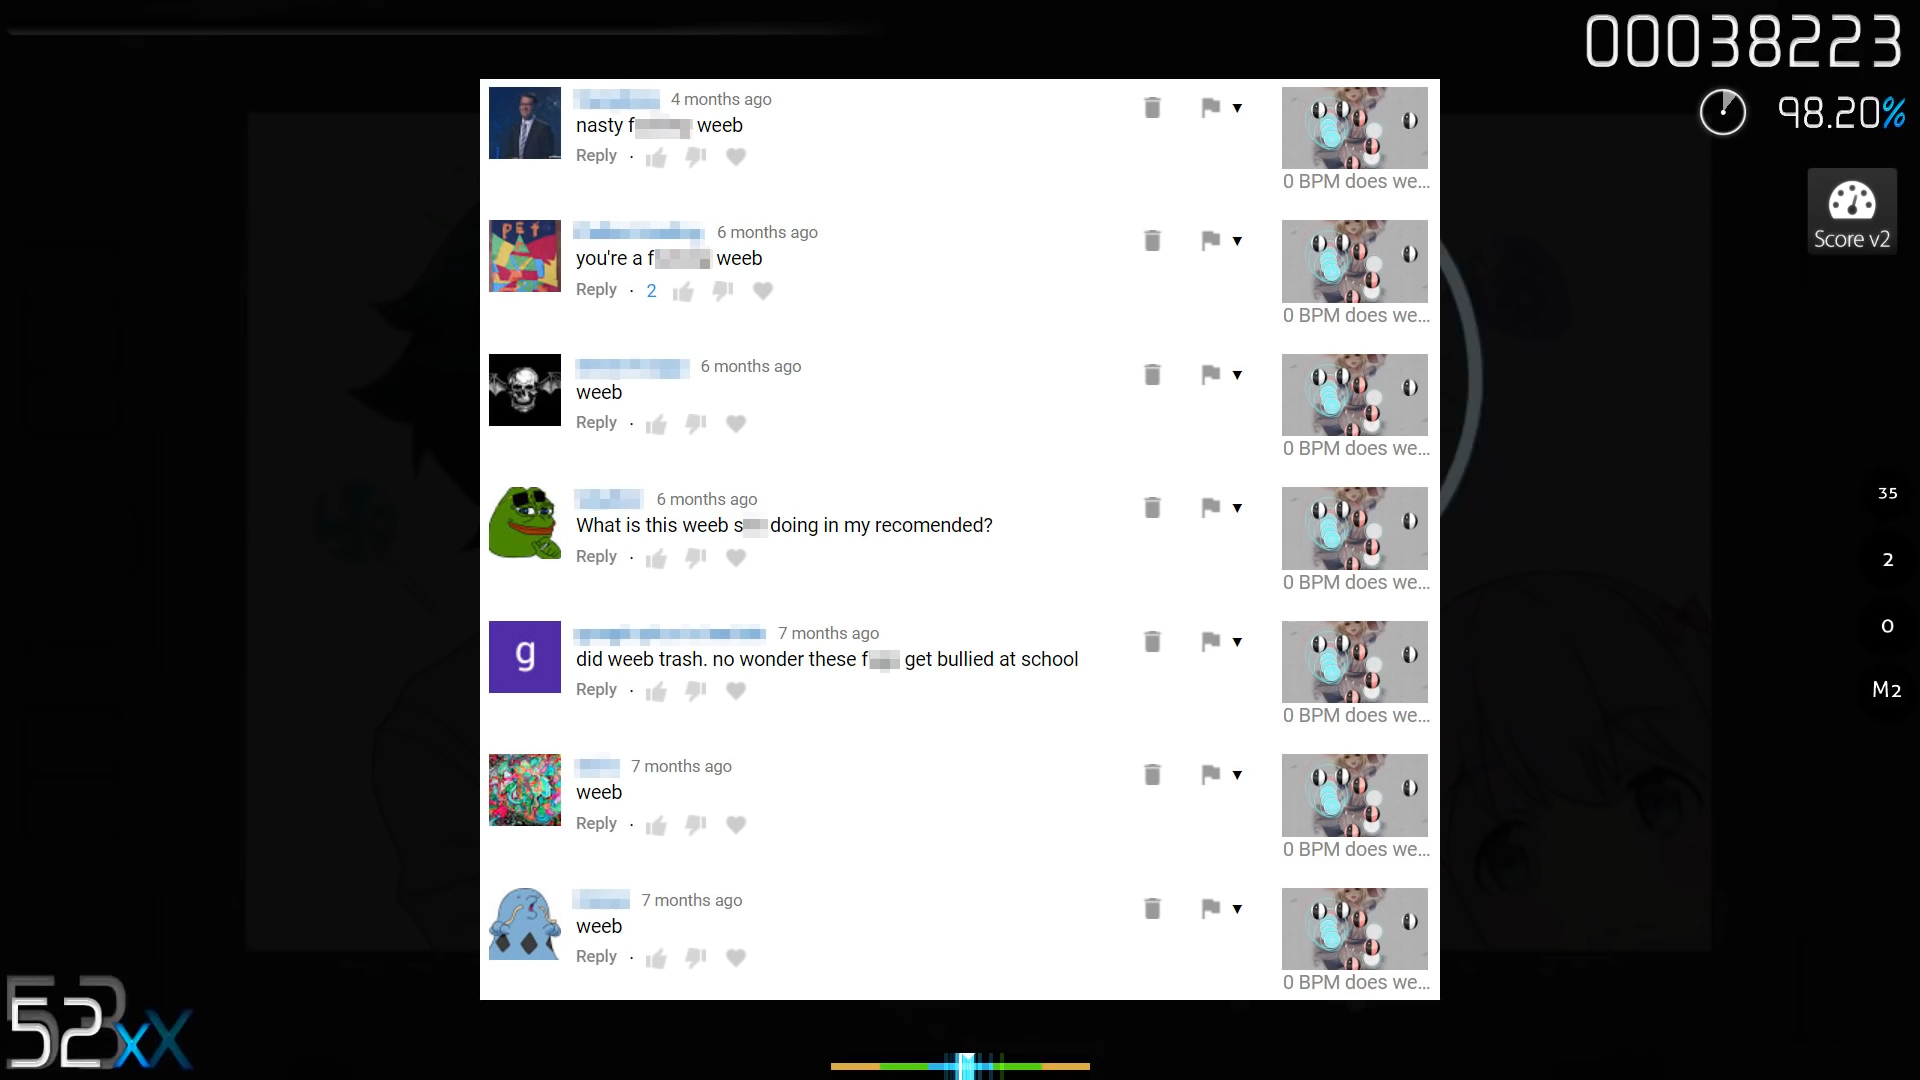 00038223
98.20%
Score v2
4 months ago
nasty f weeb
Reply ·
0 BPM does we...
6 months ago
you're a f weeb
Reply · 2
0 BPM does we...
6 months ago
weeb
Reply ·
0 BPM does we...
6 months ago
What is this weeb s doing in my recomended?
Reply ·
0 BPM does we...
g
7 months ago
did weeb trash. no wonder these f get bullied at school
Reply ·
0 BPM does we...
7 months ago
weeb
Reply ·
0 BPM does we...
7 months ago
weeb
Reply ·
0 BPM does we...
35
2
0
M2
52x
PET